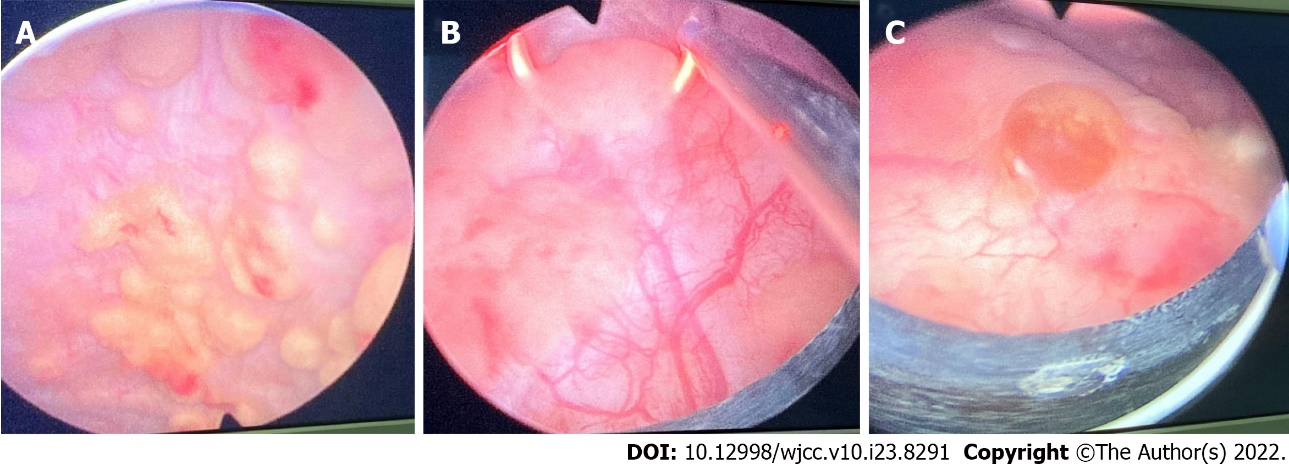 A
B
C
DOI: 10.12998/wjcc.v10.i23.8291 Copyright ©The Author(s) 2022.